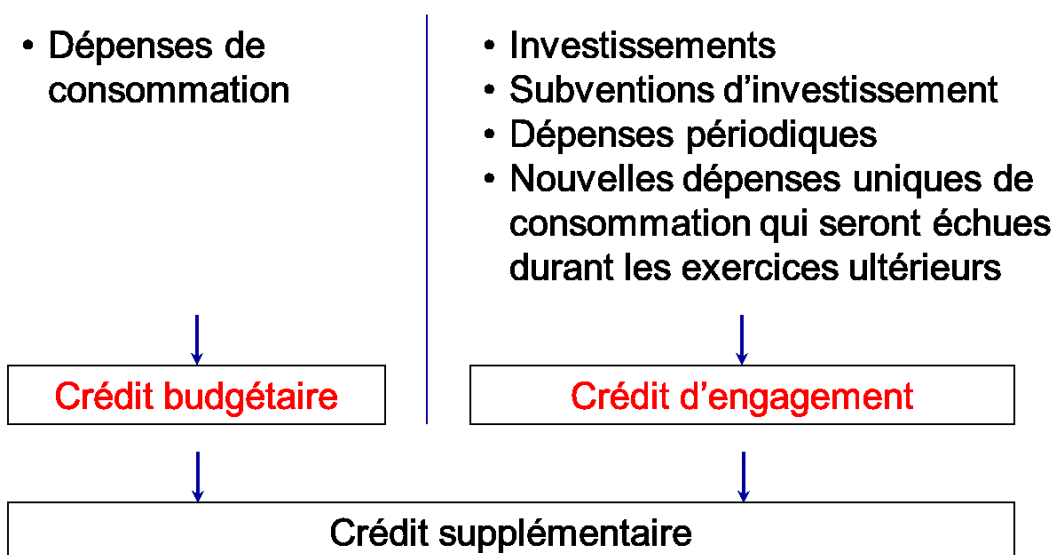 • Dépenses de
consommation
• Investissements
• Subventions d’investissement
• Dépenses périodiques
• Nouvelles dépenses uniques de
consommation qui seront échues
durant les exercices ultérieurs
Crédit budgétaire
Crédit d’engagement
Crédit supplémentaire